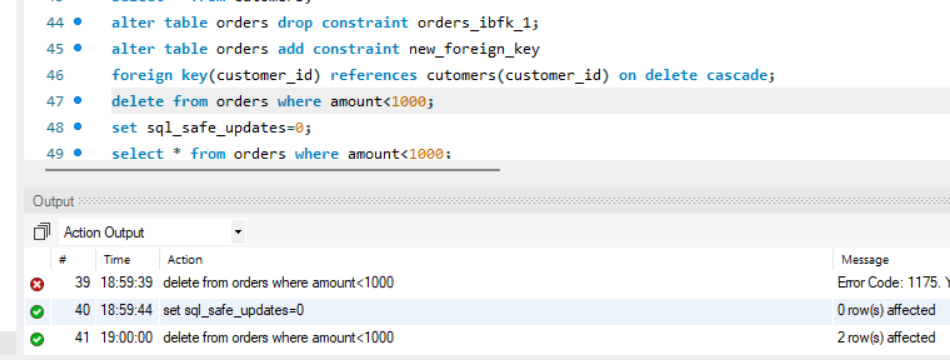 44 alter table orders drop constraint orders_ibfk_1;
45 alter table orders add constraint new_foreign_key
46 foreign key(customer_id) references cutomers(customer_id) on delete cascade;
47 delete from orders where amount<1000;
48 set sql_safe_updates=0;
49 select * from orders where amount<1000;
Output
Action Output
# Time Action Message
39 18:59:39 delete from orders where amount<1000 Error Code: 1175.
40 18:59:44 set sql_safe_updates=0 0 row(s) affected
41 19:00:00 delete from orders where amount<1000 2 row(s) affected